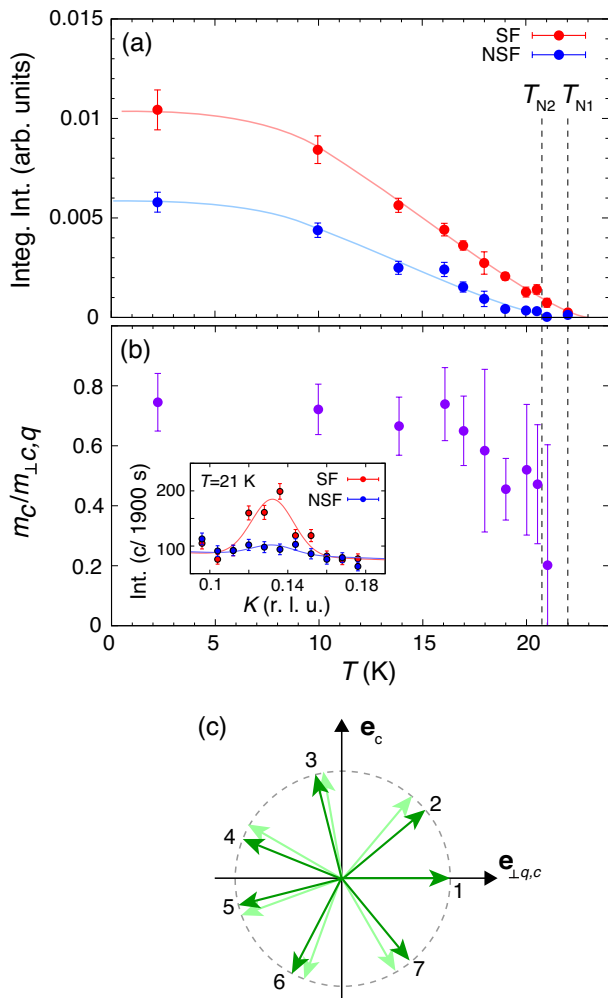 (a)
SF
NSF
T_N2 T_N1
Integ. Int. (arb. units)
0.015
0.01
0.005
0
(b)
m_c/m_⊥c,q
0.8
0.6
0.4
0.2
0
T=21 K
SF
NSF
Int. (c/ 1900 s)
200
100
0.1 0.14 0.18
K (r. l. u.)
0 5 10 15 20
T (K)
(c)
e_c
3
2
4
e_⊥q,c
1
5
6
7